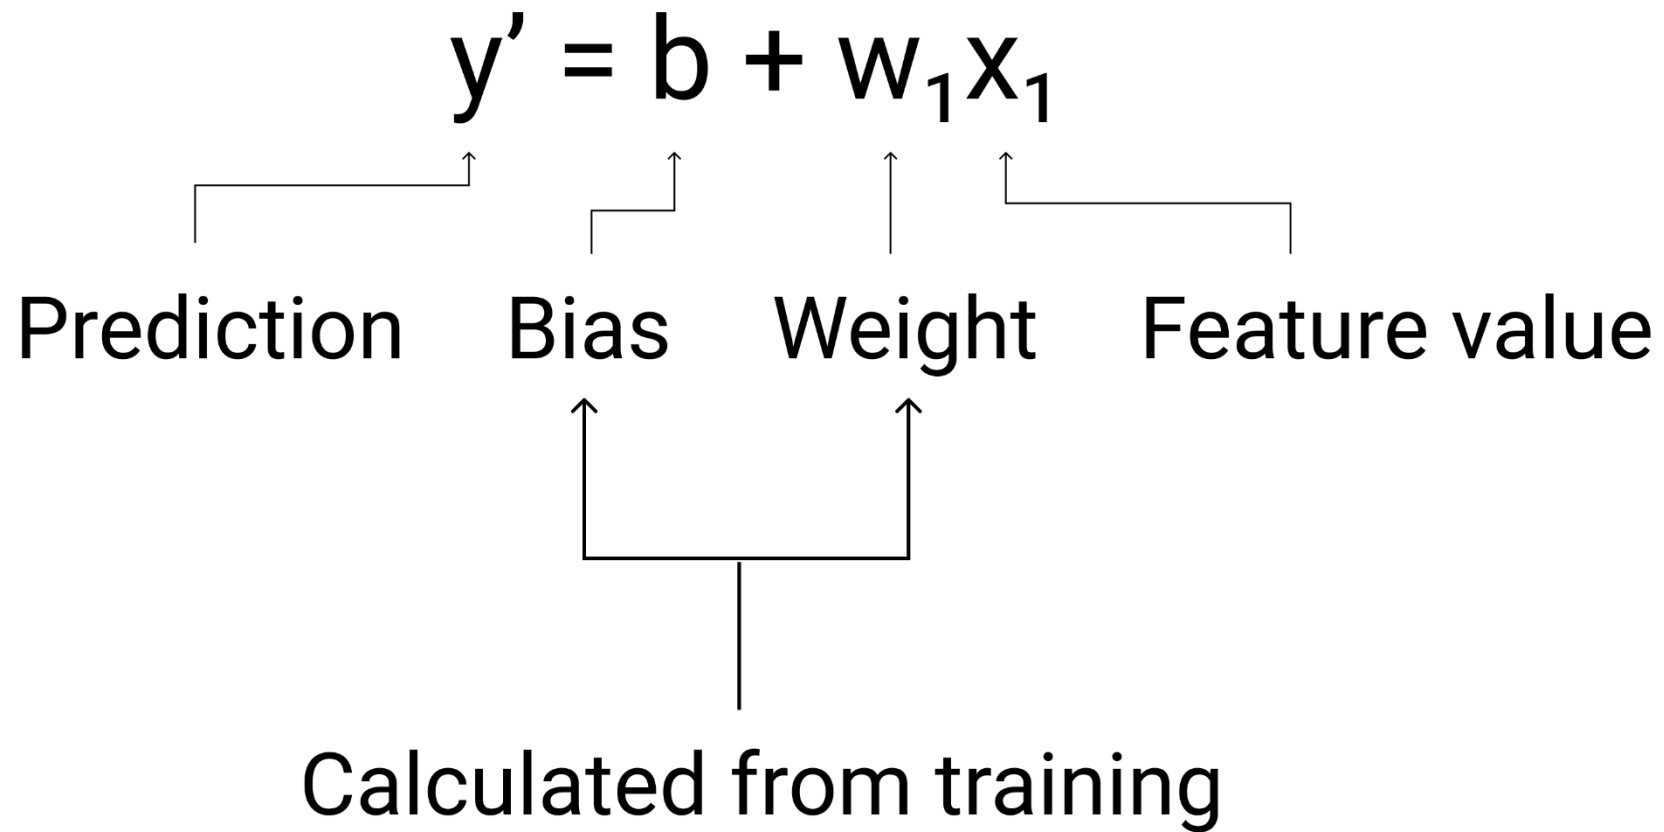 y’ = b + w₁x₁
Prediction Bias Weight Feature value
Calculated from training